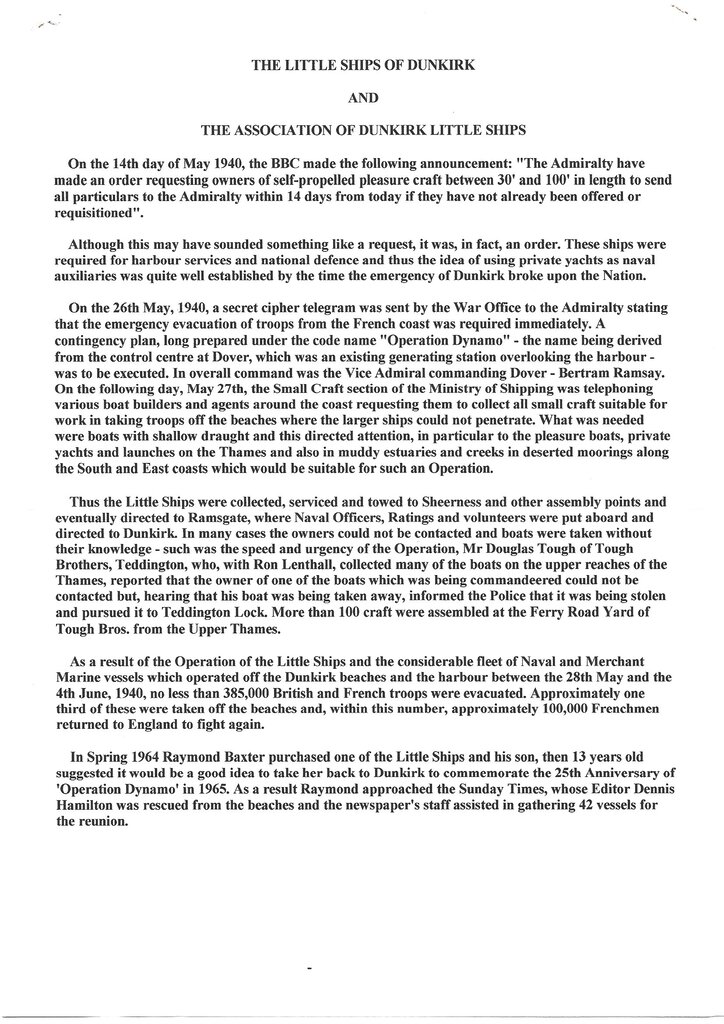 THE LITTLE SHIPS OF DUNKIRK
AND
THE ASSOCIATION OF DUNKIRK LITTLE SHIPS
On the 14th day of May 1940, the BBC made the following announcement: "The Admiralty have
made an order requesting owners of self-propelled pleasure craft between 30' and 100' in length to send
all particulars to the Admiralty within 14 days from today if they have not already been offered or
requisitioned".
Although this may have sounded something like a request, it was, in fact, an order. These ships were
required for harbour services and national defence and thus the idea of using private yachts as naval
auxiliaries was quite well established by the time the emergency of Dunkirk broke upon the Nation.
On the 26th May, 1940, a secret cipher telegram was sent by the War Office to the Admiralty stating
that the emergency evacuation of troops from the French coast was required immediately. A
contingency plan, long prepared under the code name "Operation Dynamo" - the name being derived
from the control centre at Dover, which was an existing generating station overlooking the harbour -
was to be executed. In overall command was the Vice Admiral commanding Dover - Bertram Ramsay.
On the following day, May 27th, the Small Craft section of the Ministry of Shipping was telephoning
various boat builders and agents around the coast requesting them to collect all small craft suitable for
work in taking troops off the beaches where the larger ships could not penetrate. What was needed
were boats with shallow draught and this directed attention, in particular to the pleasure boats, private
yachts and launches on the Thames and also in muddy estuaries and creeks in deserted moorings along
the South and East coasts which would be suitable for such an Operation.
Thus the Little Ships were collected, serviced and towed to Sheerness and other assembly points and
eventually directed to Ramsgate, where Naval Officers, Ratings and volunteers were put aboard and
directed to Dunkirk. In many cases the owners could not be contacted and boats were taken without
their knowledge - such was the speed and urgency of the Operation, Mr Douglas Tough of Tough
Brothers, Teddington, who, with Ron Lenthall, collected many of the boats on the upper reaches of the
Thames, reported that the owner of one of the boats which was being commandeered could not be
contacted but, hearing that his boat was being taken away, informed the Police that it was being stolen
and pursued it to Teddington Lock. More than 100 craft were assembled at the Ferry Road Yard of
Tough Bros. from the Upper Thames.
As a result of the Operation of the Little Ships and the considerable fleet of Naval and Merchant
Marine vessels which operated off the Dunkirk beaches and the harbour between the 28th May and the
4th June, 1940, no less than 385,000 British and French troops were evacuated. Approximately one
third of these were taken off the beaches and, within this number, approximately 100,000 Frenchmen
returned to England to fight again.
In Spring 1964 Raymond Baxter purchased one of the Little Ships and his son, then 13 years old
suggested it would be a good idea to take her back to Dunkirk to commemorate the 25th Anniversary of
'Operation Dynamo' in 1965. As a result Raymond approached the Sunday Times, whose Editor Dennis
Hamilton was rescued from the beaches and the newspaper's staff assisted in gathering 42 vessels for
the reunion.